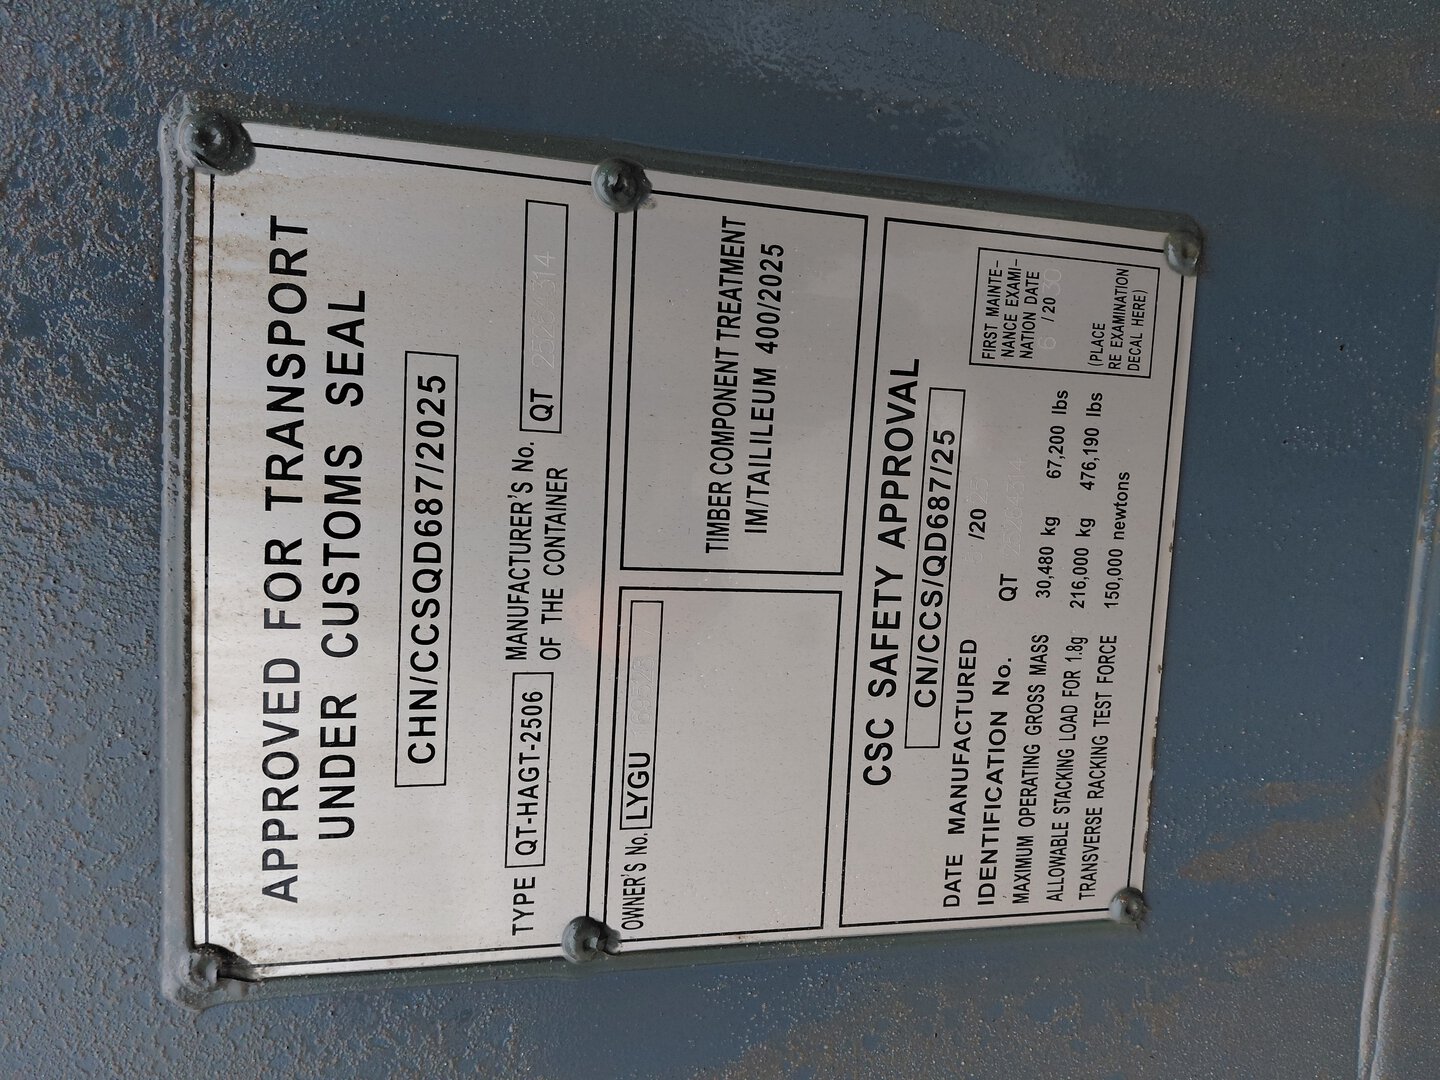 APPROVED FOR TRANSPORT
UNDER CUSTOMS SEAL
CHN/CCSQD687/2025
TYPE QT-HAGT-2506
MANUFACTURER'S No.
OF THE CONTAINER
QT 25264314
OWNER'S No. LYGU
TIMBER COMPONENT TREATMENT
IM/TAILILEUM 400/2025
CSC SAFETY APPROVAL
CN/CCS/QD687/25
DATE MANUFACTURED /20
IDENTIFICATION No. QT 25264314
MAXIMUM OPERATING GROSS MASS 30,480 kg 67,200 lbs
ALLOWABLE STACKING LOAD FOR 1.8g 216,000 kg 476,190 lbs
TRANSVERSE RACKING TEST FORCE 150,000 newtons
FIRST MAINTE-
NANCE EXAMI-
NATION DATE
6 /2030
(PLACE
RE EXAMINATION
DECAL HERE)